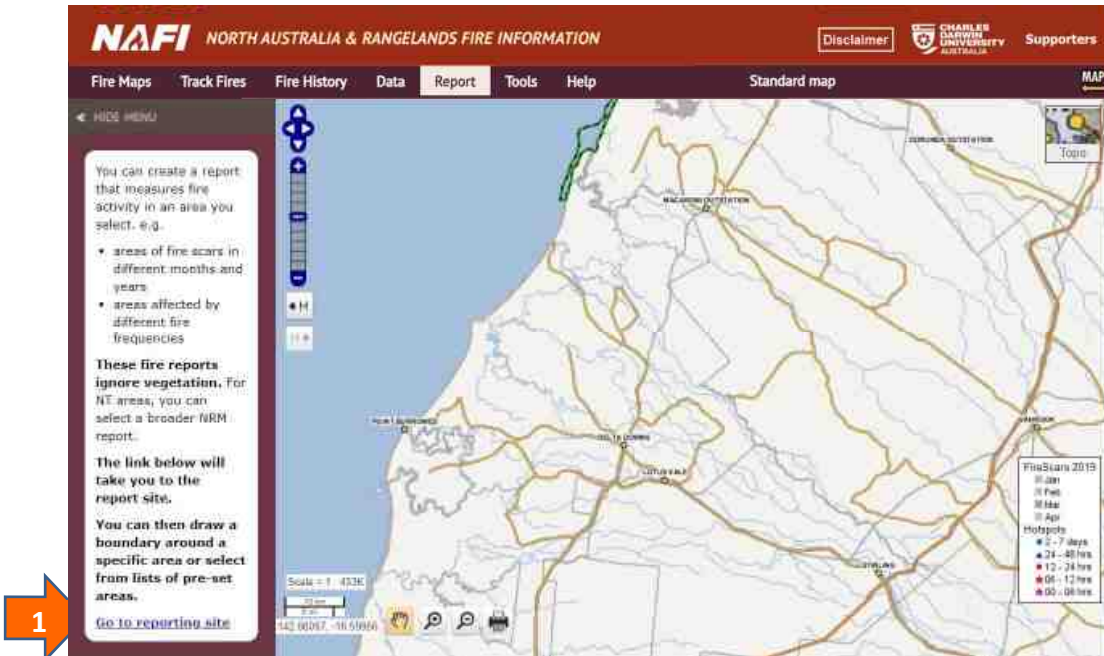 NAFI NORTH AUSTRALIA & RANGELANDS FIRE INFORMATION
Disclaimer
CHARLES
DARWIN
UNIVERSITY
AUSTRALIA
Supporters
Fire Maps Track Fires Fire History Data Report Tools Help Standard map MAP
HIDE MENU
You can create a report
that measures fire
activity in an area you
select. e.g.
• areas of fire scars in
different months and
years
• areas affected by
different fire
frequencies
These fire reports
ignore vegetation. For
NT areas, you can
select a broader NRM
report.
The link below will
take you to the
report site.
You can then draw a
boundary around a
specific area or select
from lists of pre-set
areas.
Go to reporting site
1
Topo
MACARONI OUTSTATION
DELTA DOWNS
LOTUS VALE
FireScars 2019
Jan
Feb
Mar
Apr
Hotspots
2 - 7 days
24 - 48 hrs
12 - 24 hrs
06 - 12 hrs
00 - 06 hrs
Scale = 1 : 433K